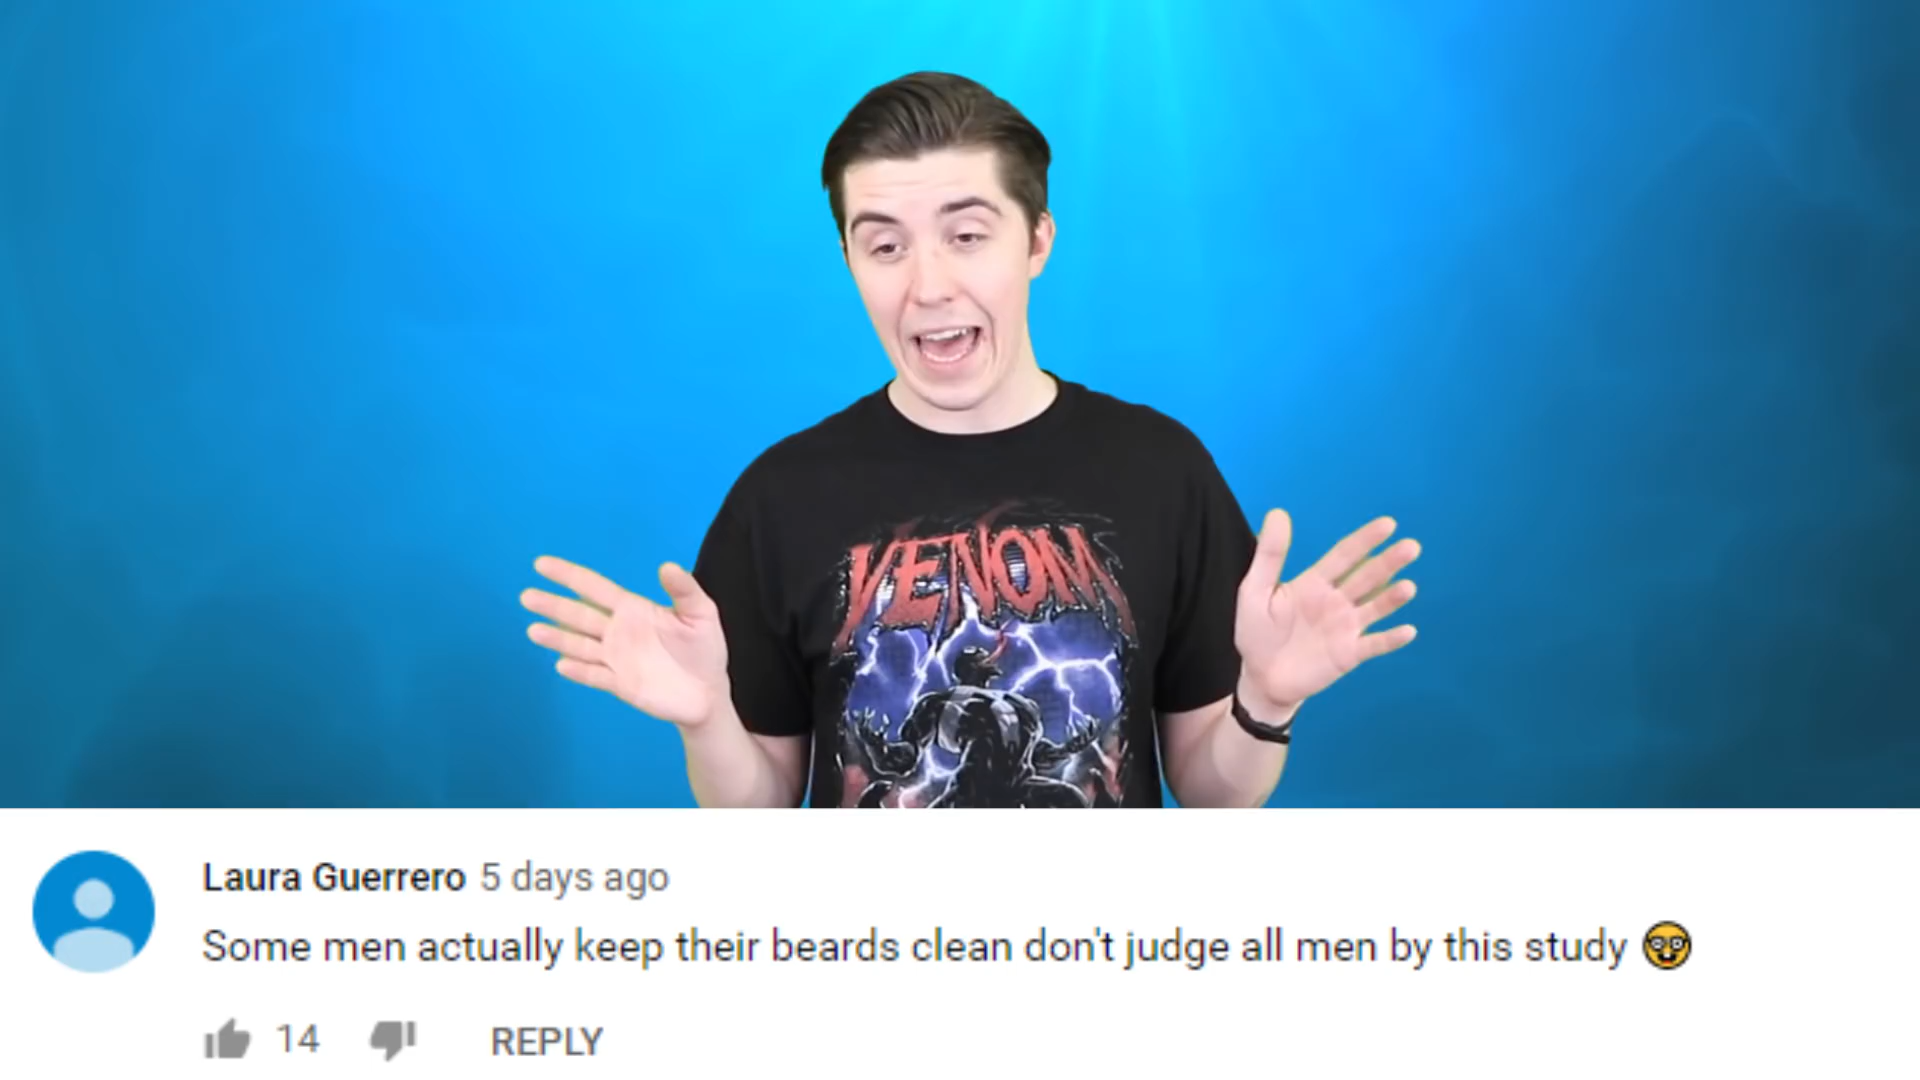 VENOM
Laura Guerrero 5 days ago
Some men actually keep their beards clean don't judge all men by this study 🤓
14
REPLY